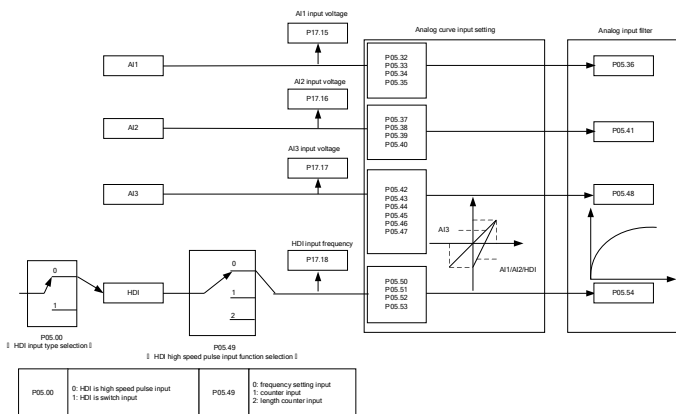 AI1 input voltage
Analog curve input setting
Analog input filter
P17.15
AI1
P05.32
P05.33
P05.34
P05.35
P05.36
AI2 input voltage
P17.16
AI2
P05.37
P05.38
P05.39
P05.40
P05.41
AI3 input voltage
P17.17
AI3
P05.42
P05.43
P05.44
P05.45
P05.46
P05.47
P05.48
AI3
AI1/AI2/HDI
HDI input frequency
P17.18
0
1
HDI
0
1
2
P05.50
P05.51
P05.52
P05.53
P05.54
P05.00
HDI input type selection
P05.49
HDI high speed pulse input function selection
P05.00
0: HDI is high speed pulse input
1: HDI is switch input
P05.49
0: frequency setting input
1: counter input
2: length counter input